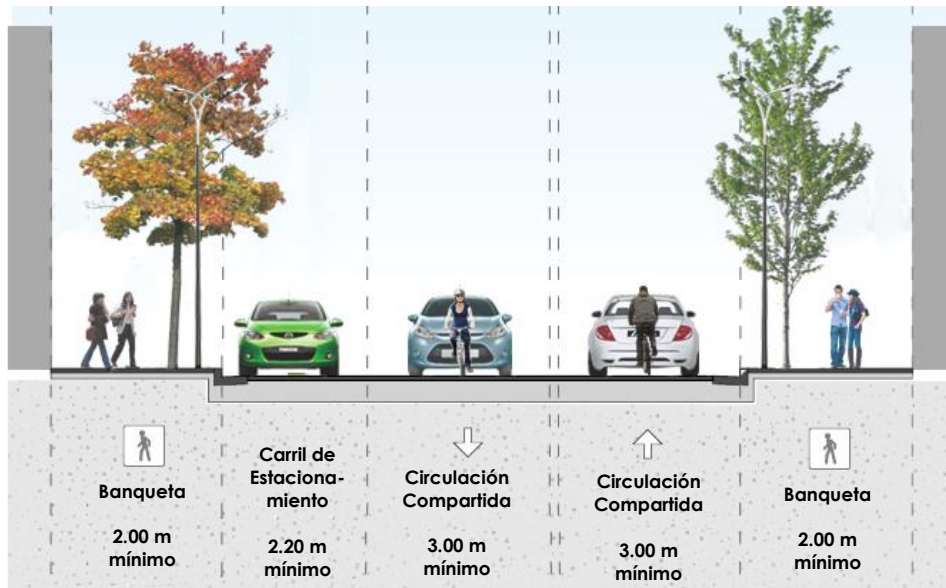 Banqueta
2.00 m
mínimo
Carril de
Estaciona-
miento
2.20 m
mínimo
Circulación
Compartida
3.00 m
mínimo
Circulación
Compartida
3.00 m
mínimo
Banqueta
2.00 m
mínimo